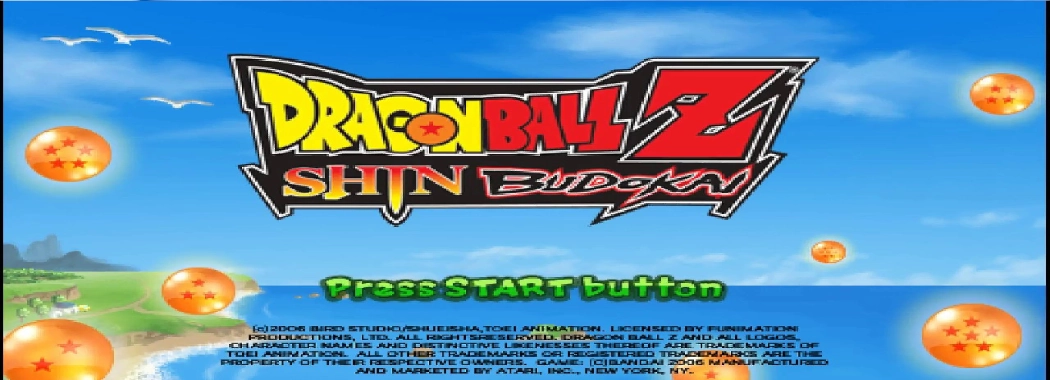 DRAGON BALL Z
SHIN BUDOKAI
Press START button
(c)2006 BIRD STUDIO/SHUEISHA,TOEI ANIMATION. LICENSED BY FUNIMATION
PRODUCTIONS, LTD. ALL RIGHTSRESERVED. DRAGON BALL Z AND ALL LOGOS,
CHARACTER NAMES AND DISTINCTIVE LIKENESSES THEREOF ARE TRADEMARKS OF
TOEI ANIMATION. ALL OTHER TRADEMARKS OR REGISTERED TRADEMARKS ARE THE
PROPERTY OF THEIR RESPECTIVE OWNERS. GAME: (C)BANDAI 2006 MANUFACTURED
AND MARKETED BY ATARI, INC., NEW YORK, NY.